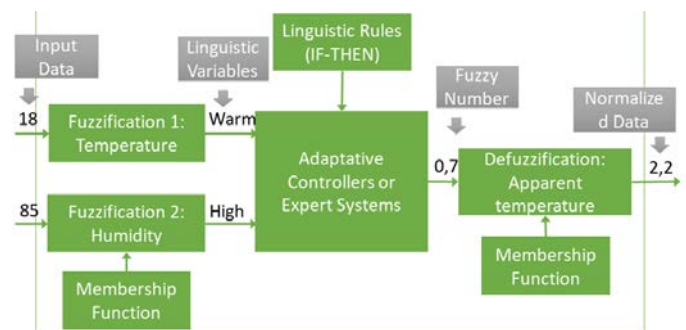 Linguistic Rules
(IF-THEN)
Input
Data
Linguistic
Variables
Fuzzy
Number
Normalize
d Data
18
Fuzzification 1:
Temperature
Warm
Adaptative
Controllers or
Expert Systems
0,7
Defuzzification:
Apparent
temperature
2,2
85
Fuzzification 2:
Humidity
High
Membership
Function
Membership
Function